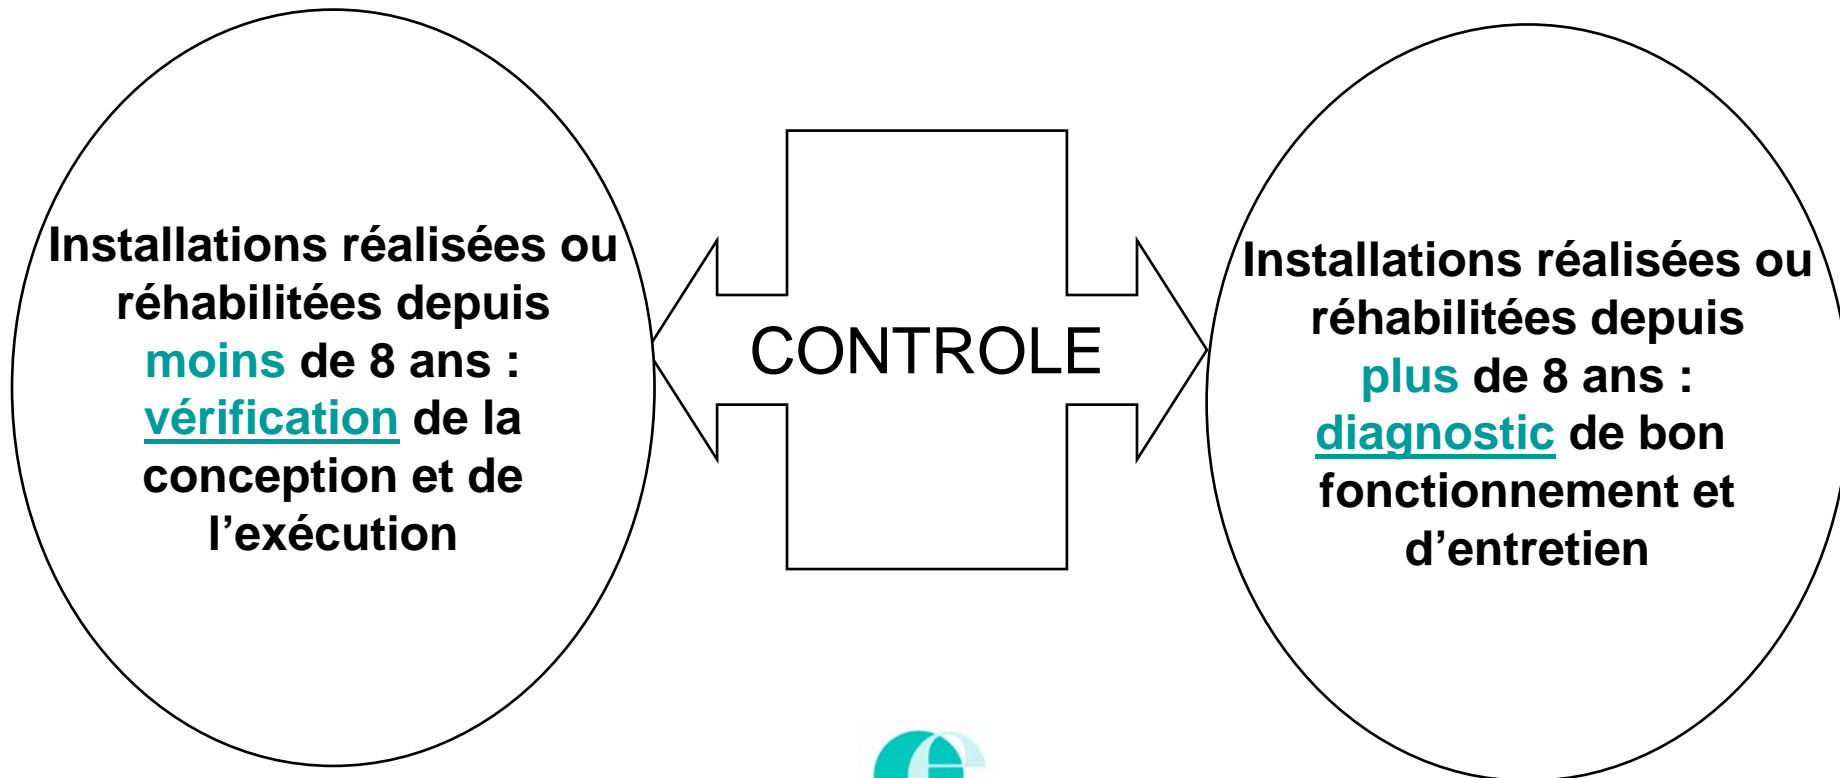 Installations réalisées ou
réhabilitées depuis
moins de 8 ans :
vérification de la
conception et de
l’exécution
CONTROLE
Installations réalisées ou
réhabilitées depuis
plus de 8 ans :
diagnostic de bon
fonctionnement et
d’entretien